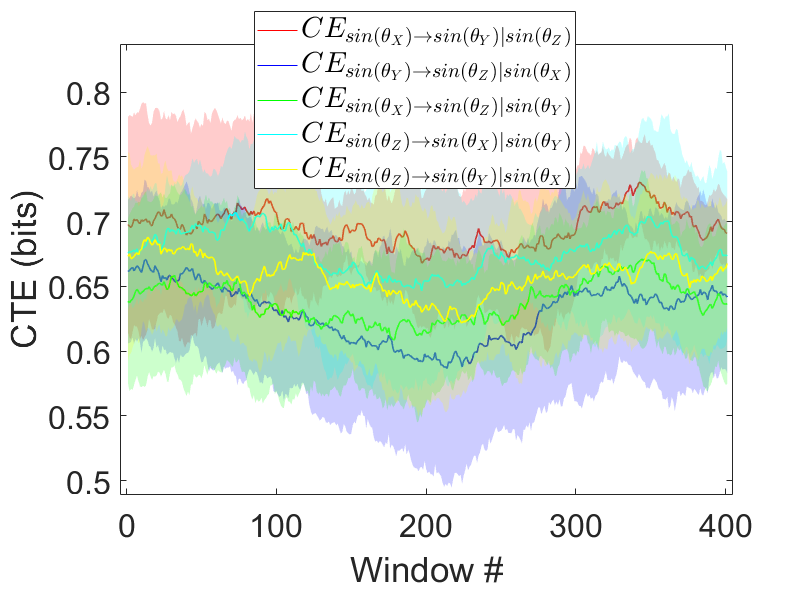 CE_{sin(θ_X)→sin(θ_Y)|sin(θ_Z)}
CE_{sin(θ_Y)→sin(θ_Z)|sin(θ_X)}
CE_{sin(θ_X)→sin(θ_Z)|sin(θ_Y)}
CE_{sin(θ_Z)→sin(θ_X)|sin(θ_Y)}
CE_{sin(θ_Z)→sin(θ_Y)|sin(θ_X)}
0.8
0.75
0.7
0.65
0.6
0.55
0.5
CTE (bits)
0 100 200 300 400
Window #